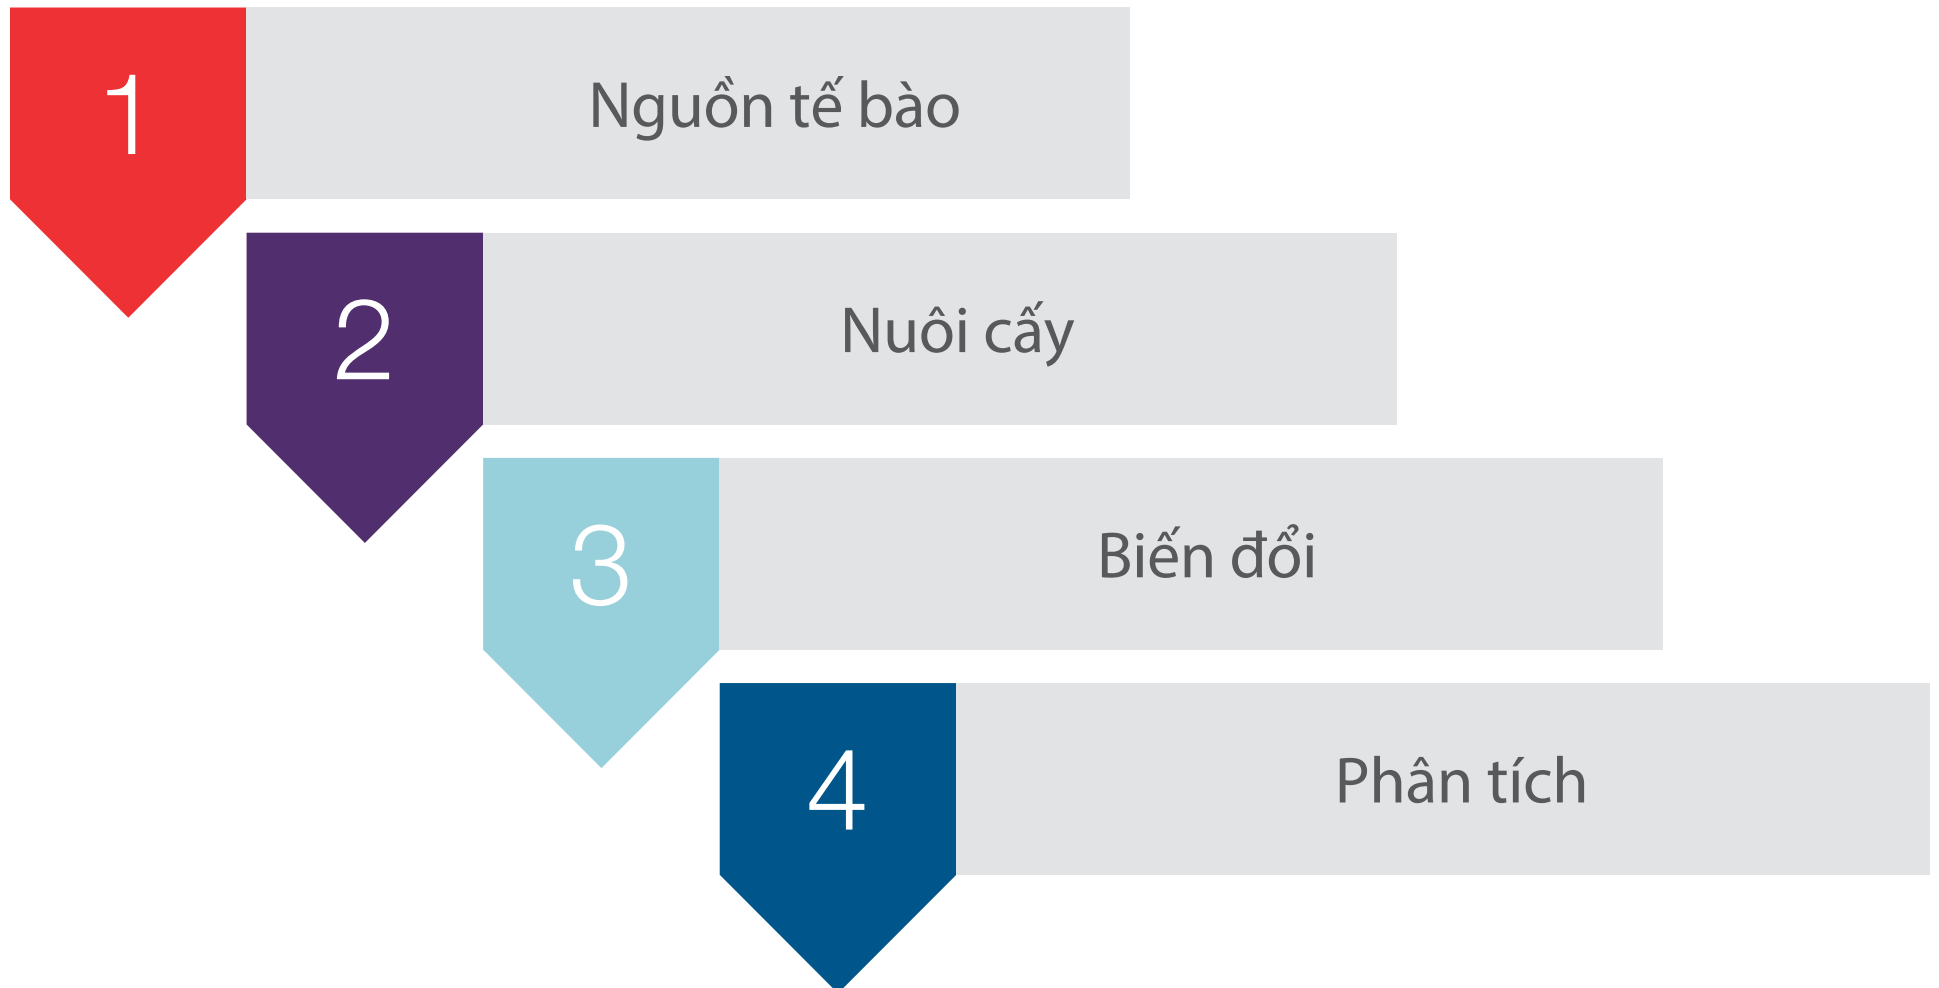 1
Nguồn tế bào
2
Nuôi cấy
3
Biến đổi
4
Phân tích